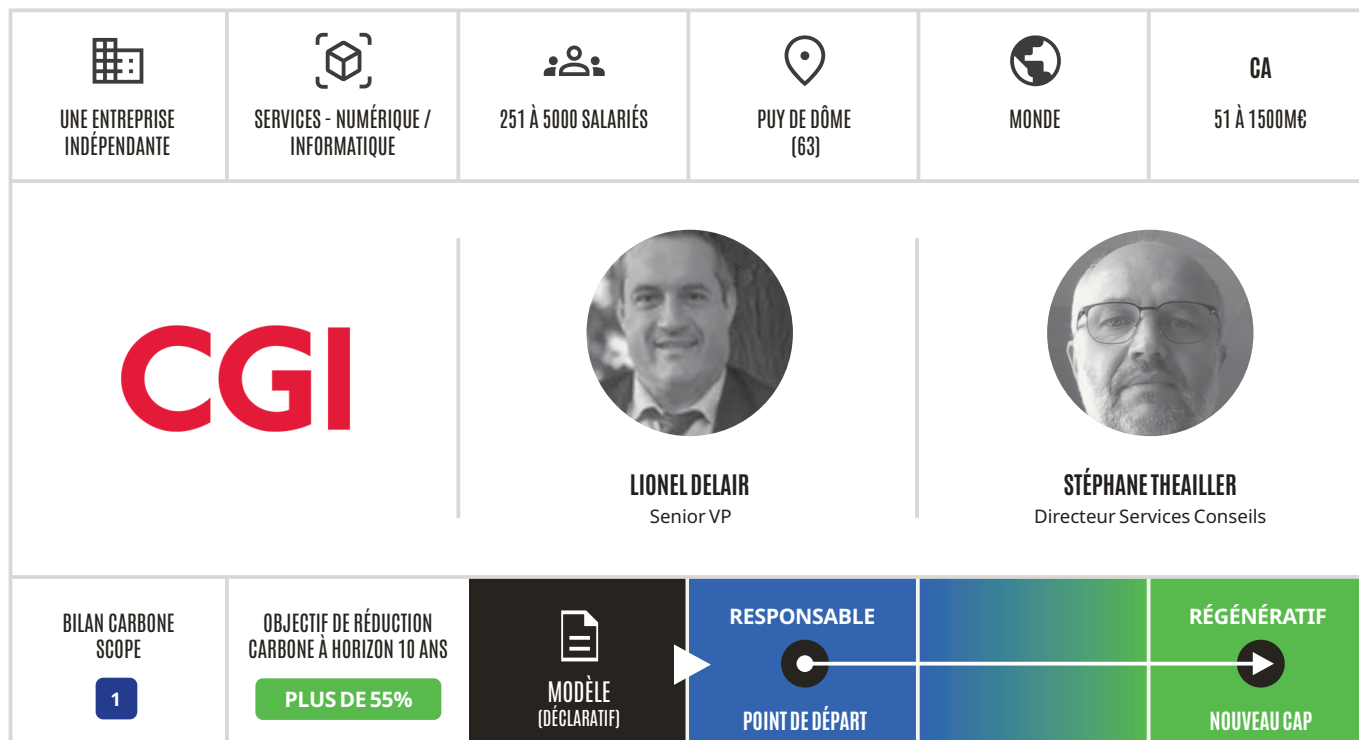 UNE ENTREPRISE
INDÉPENDANTE
SERVICES - NUMÉRIQUE /
INFORMATIQUE
251 À 5000 SALARIÉS
PUY DE DÔME
(63)
MONDE
CA
51 À 1500M€
CGI
LIONEL DELAIR
Senior VP
STÉPHANE THEAILLER
Directeur Services Conseils
BILAN CARBONE
SCOPE
1
OBJECTIF DE RÉDUCTION
CARBONE À HORIZON 10 ANS
PLUS DE 55%
MODÈLE
(DÉCLARATIF)
RESPONSABLE
POINT DE DÉPART
RÉGÉNÉRATIF
NOUVEAU CAP